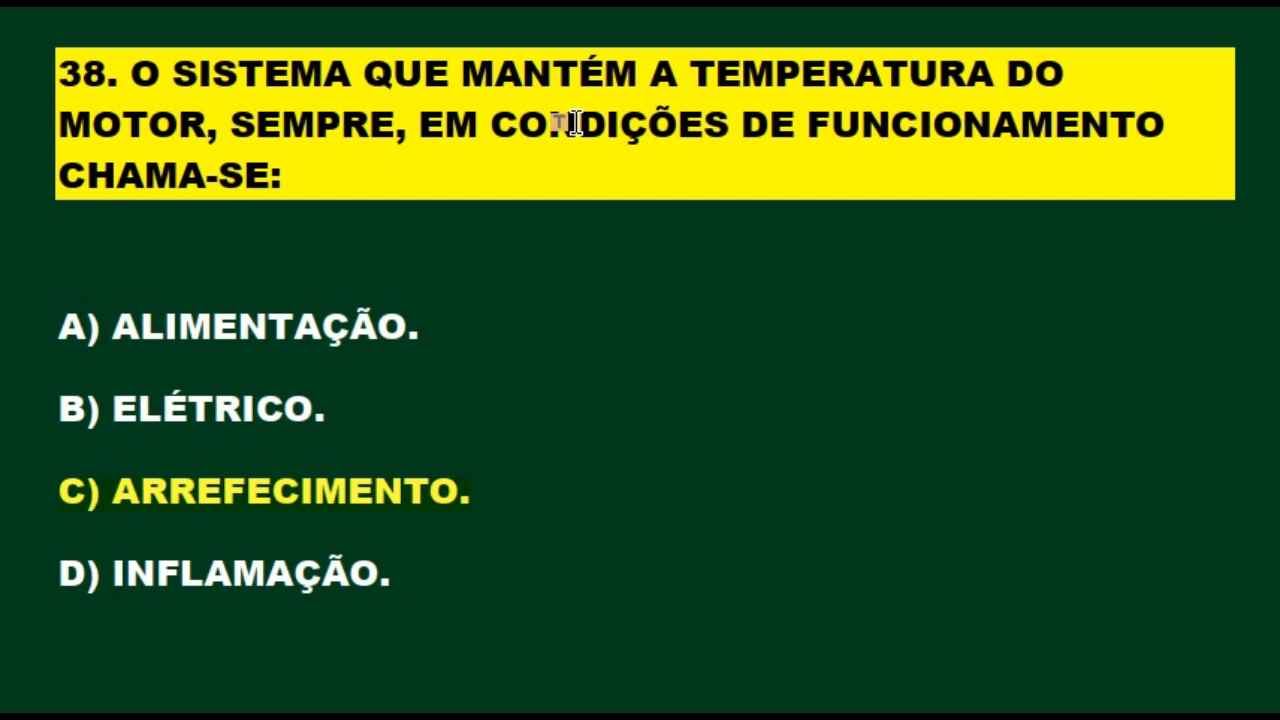 38. O SISTEMA QUE MANTÉM A TEMPERATURA DO
MOTOR, SEMPRE, EM CONDIÇÕES DE FUNCIONAMENTO
CHAMA-SE:
A) ALIMENTAÇÃO.
B) ELÉTRICO.
C) ARREFECIMENTO.
D) INFLAMAÇÃO.